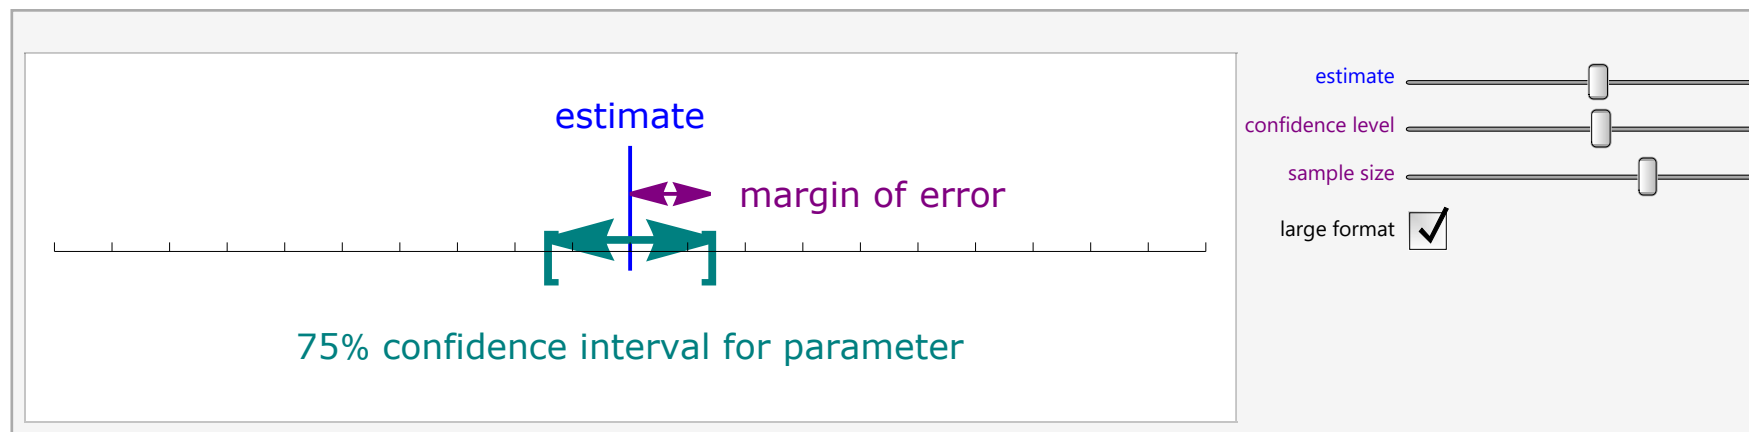 estimate
margin of error
75% confidence interval for parameter
estimate
confidence level
sample size
large format